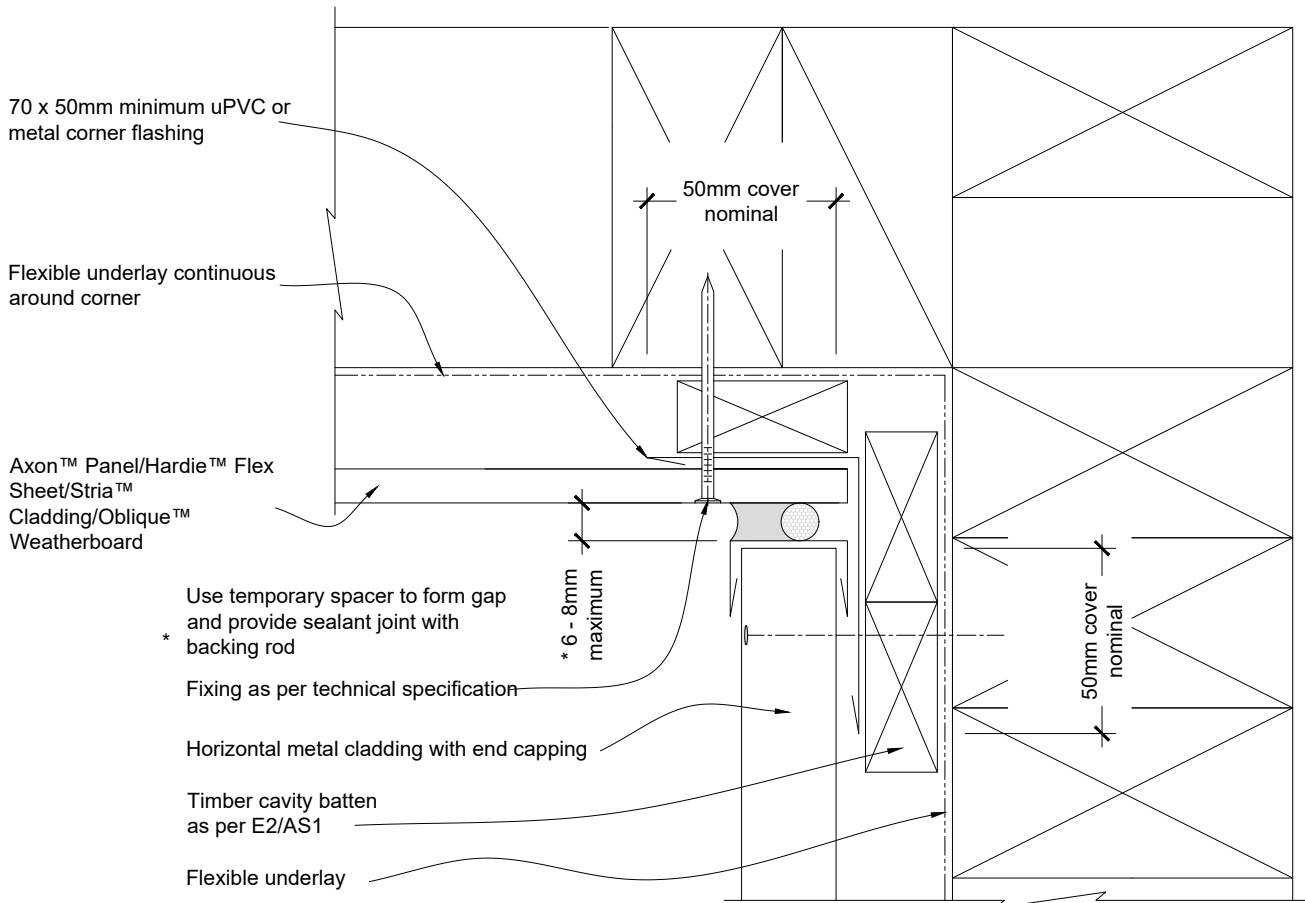 70 x 50mm minimum uPVC or
metal corner flashing
50mm cover
nominal
Flexible underlay continuous
around corner
Axon™ Panel/Hardie™ Flex
Sheet/Stria™
Cladding/Oblique™
Weatherboard
* 6 - 8mm
maximum
Use temporary spacer to form gap
* and provide sealant joint with
backing rod
50mm cover
nominal
Fixing as per technical specification
Horizontal metal cladding with end capping
Timber cavity batten
as per E2/AS1
Flexible underlay